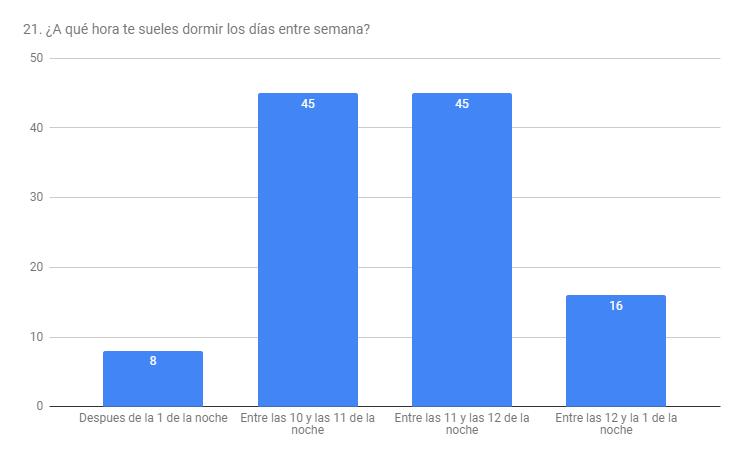 21. ¿A qué hora te sueles dormir los días entre semana?
50
40
30
20
10
0
8
45
45
16
Despues de la 1 de la noche
Entre las 10 y las 11 de la
noche
Entre las 11 y las 12 de la
noche
Entre las 12 y la 1 de la
noche